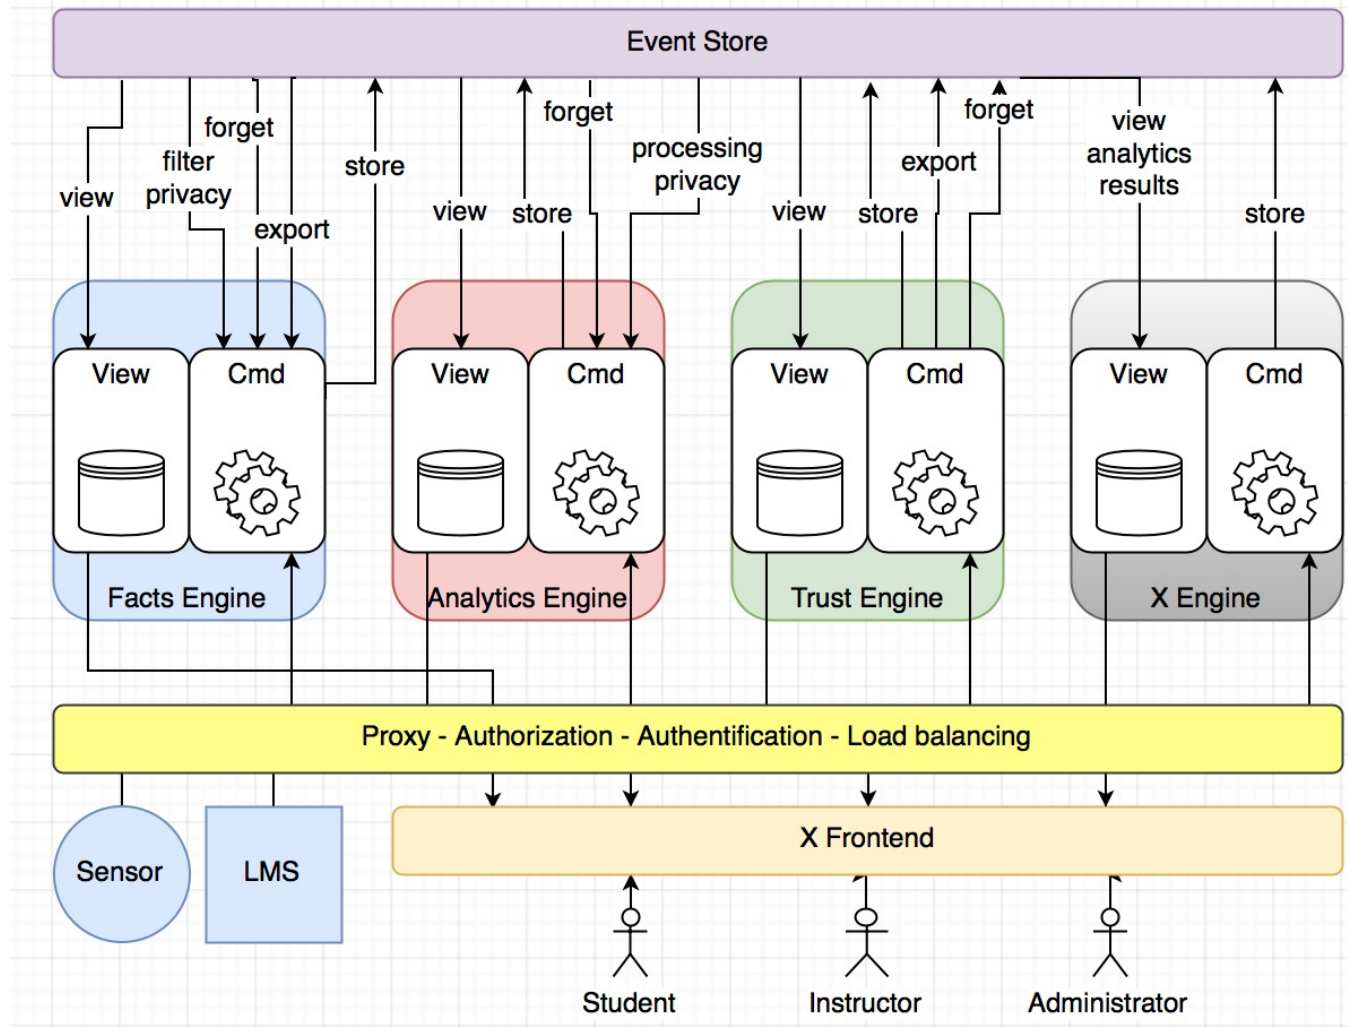 Event Store
view
filter
privacy
forget
export
store
view
store
forget
processing
privacy
view
store
export
forget
view
analytics
results
store
View
Cmd
View
Cmd
View
Cmd
View
Cmd
Facts Engine
Analytics Engine
Trust Engine
X Engine
Proxy - Authorization - Authentification - Load balancing
Sensor
LMS
X Frontend
Student
Instructor
Administrator